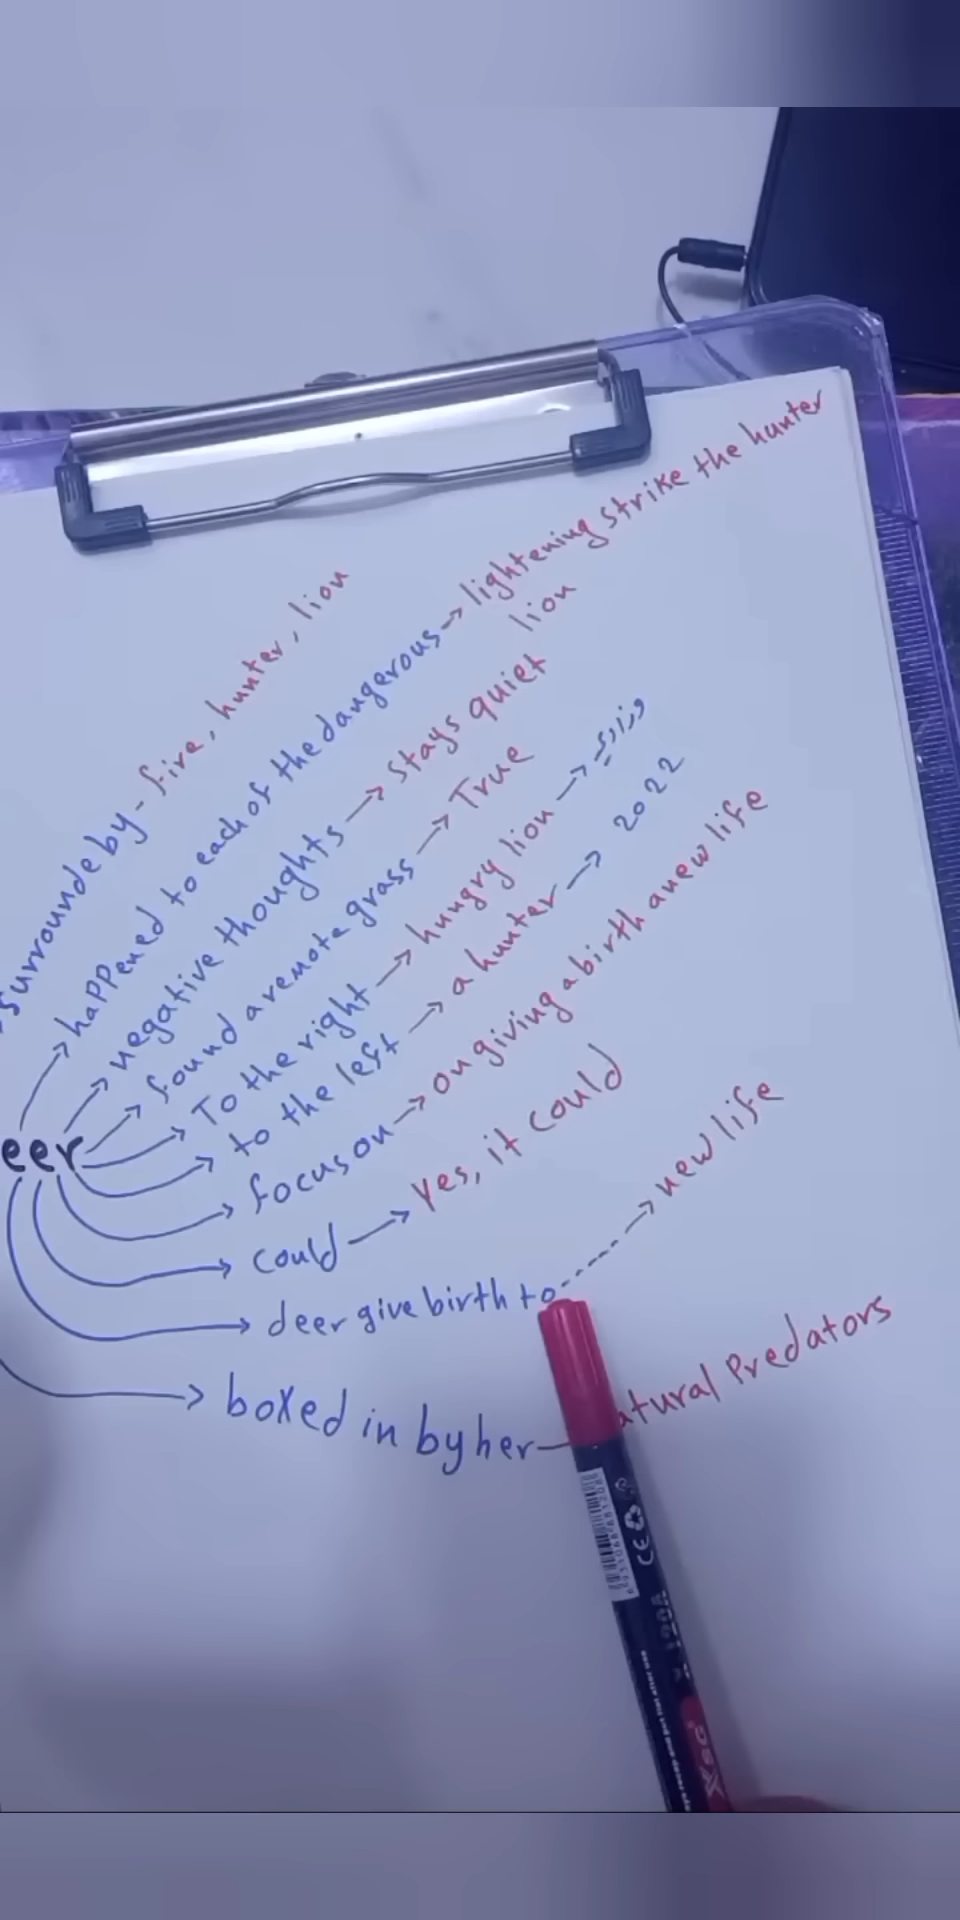 surrounde by - fire, hunter, lion
happened to each of the dangerous → lightening strike the hunter
lion
negative thoughts → stays quiet
found a remote grass → True
To the right → hungry lion → وزاري
to the left → a hunter → 2022
focus on → on giving a birth a new life
eer
could → yes, it could
deer give birth to → new life
boxed in by her — atural Predators
CE